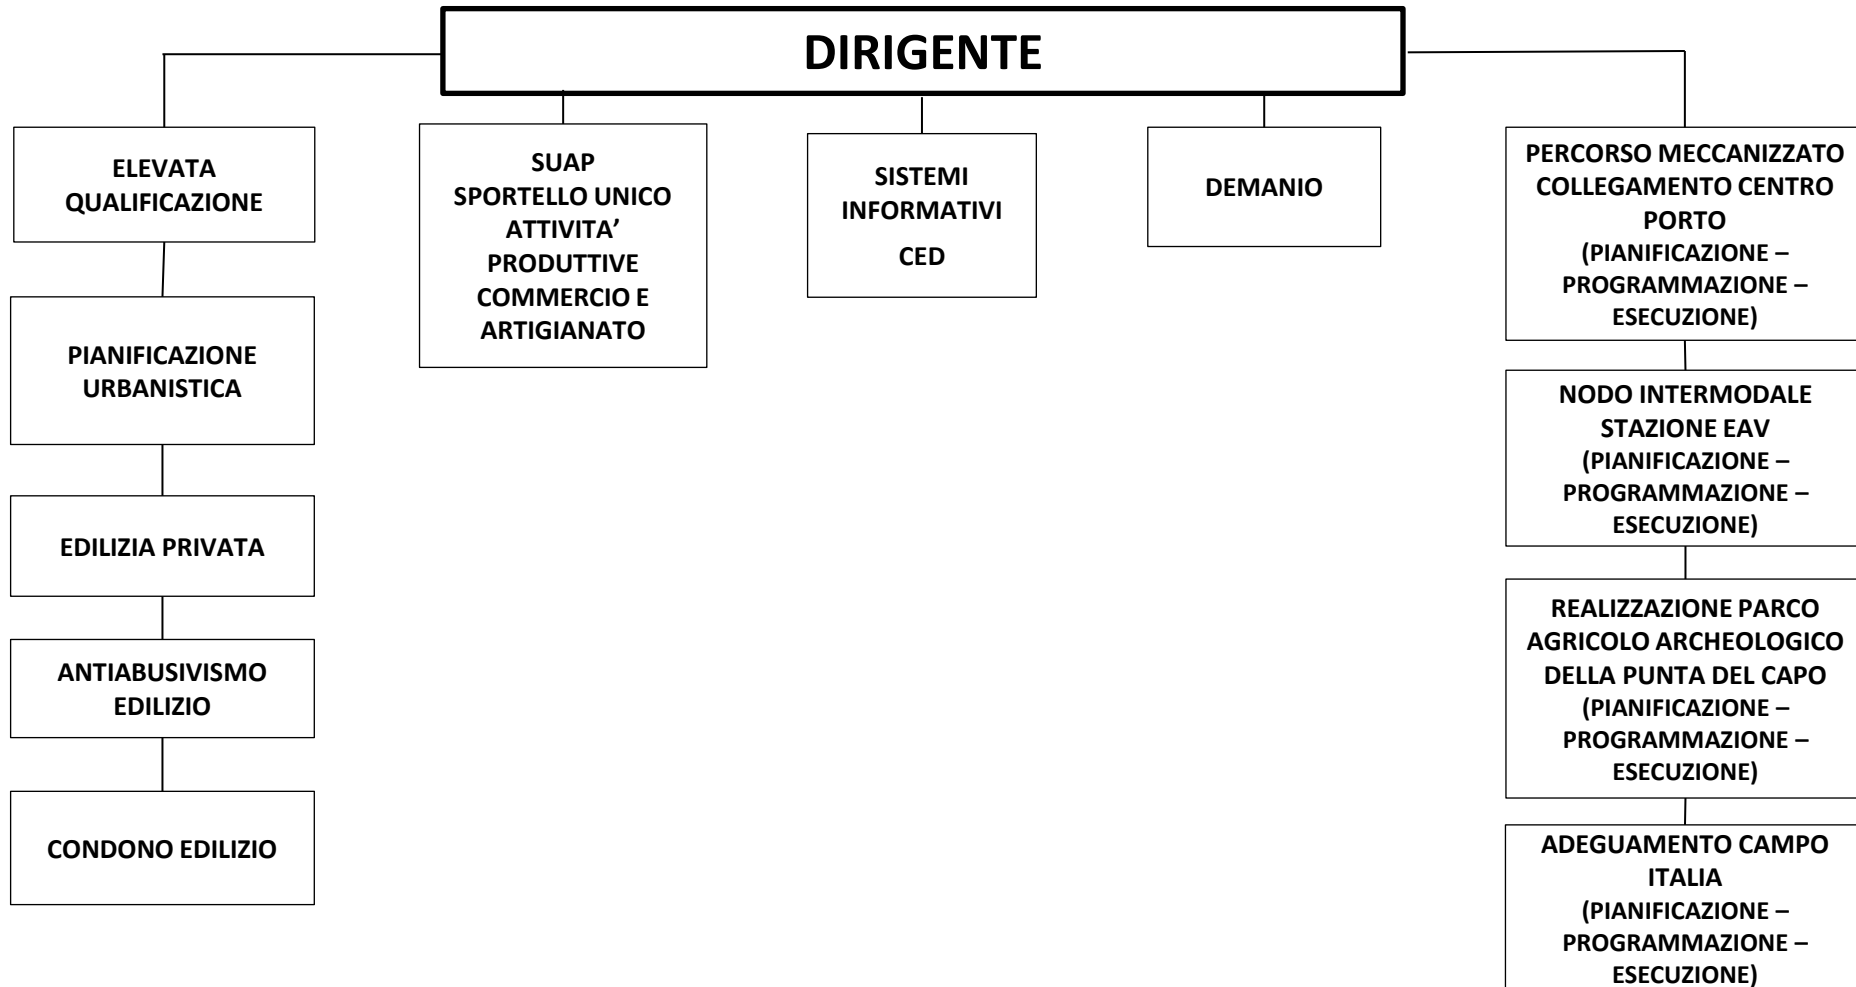 DIRIGENTE
ELEVATA
QUALIFICAZIONE
PIANIFICAZIONE
URBANISTICA
EDILIZIA PRIVATA
ANTIABUSIVISMO
EDILIZIO
CONDONO EDILIZIO
SUAP
SPORTELLO UNICO
ATTIVITA’
PRODUTTIVE
COMMERCIO E
ARTIGIANATO
SISTEMI
INFORMATIVI
CED
DEMANIO
PERCORSO MECCANIZZATO
COLLEGAMENTO CENTRO
PORTO
(PIANIFICAZIONE –
PROGRAMMAZIONE –
ESECUZIONE)
NODO INTERMODALE
STAZIONE EAV
(PIANIFICAZIONE –
PROGRAMMAZIONE –
ESECUZIONE)
REALIZZAZIONE PARCO
AGRICOLO ARCHEOLOGICO
DELLA PUNTA DEL CAPO
(PIANIFICAZIONE –
PROGRAMMAZIONE –
ESECUZIONE)
ADEGUAMENTO CAMPO
ITALIA
(PIANIFICAZIONE –
PROGRAMMAZIONE –
ESECUZIONE)